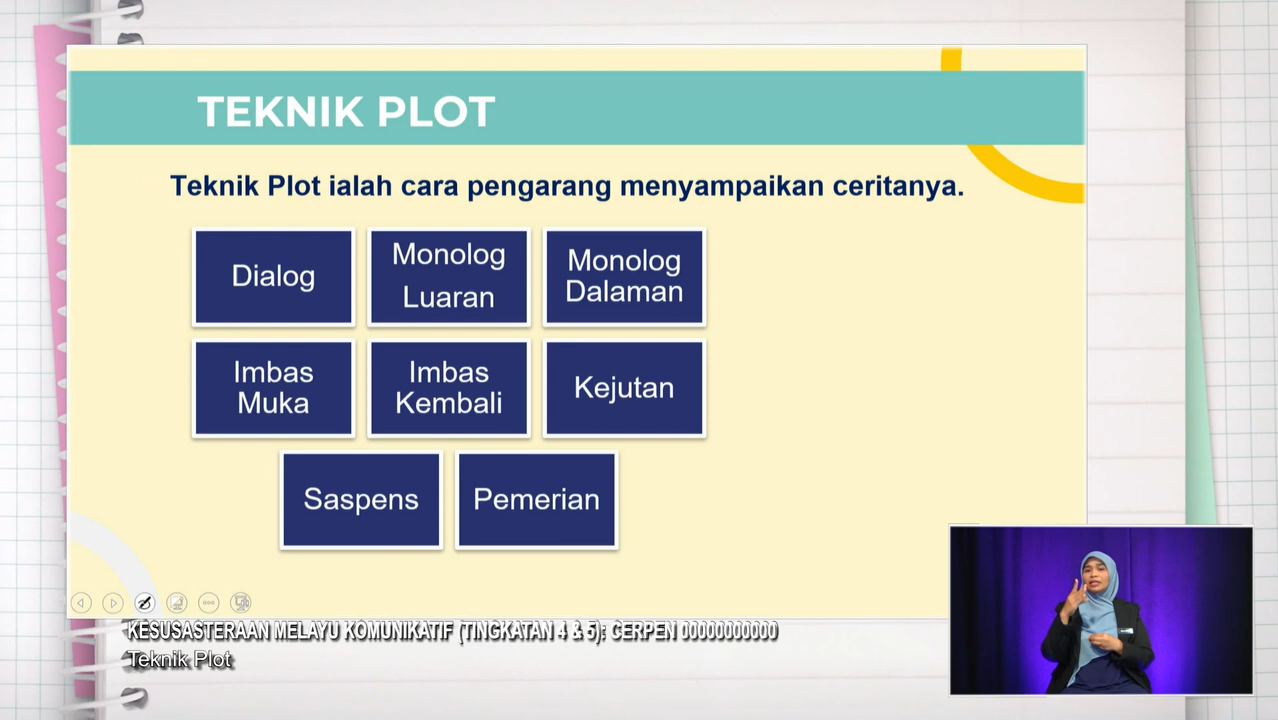 TEKNIK PLOT
Teknik Plot ialah cara pengarang menyampaikan ceritanya.
Dialog
Monolog
Luaran
Monolog
Dalaman
Imbas
Muka
Imbas
Kembali
Kejutan
Saspens
Pemerian
KESUSASTERAAN MELAYU KOMUNIKATIF (TINGKATAN 4 & 5): CERPEN 00000000000
Teknik Plot